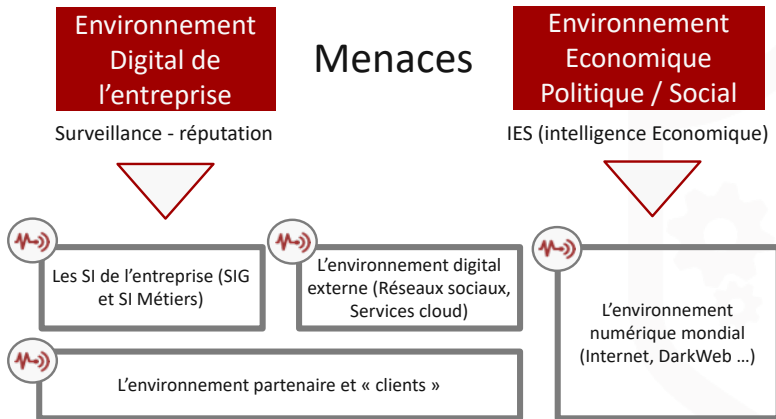 Environnement
Digital de
l'entreprise
Menaces
Environnement
Economique
Politique / Social
Surveillance - réputation
IES (intelligence Economique)
Les SI de l'entreprise (SIG
et SI Métiers)
L'environnement digital
externe (Réseaux sociaux,
Services cloud)
L'environnement
numérique mondial
(Internet, DarkWeb ...)
L'environnement partenaire et « clients »